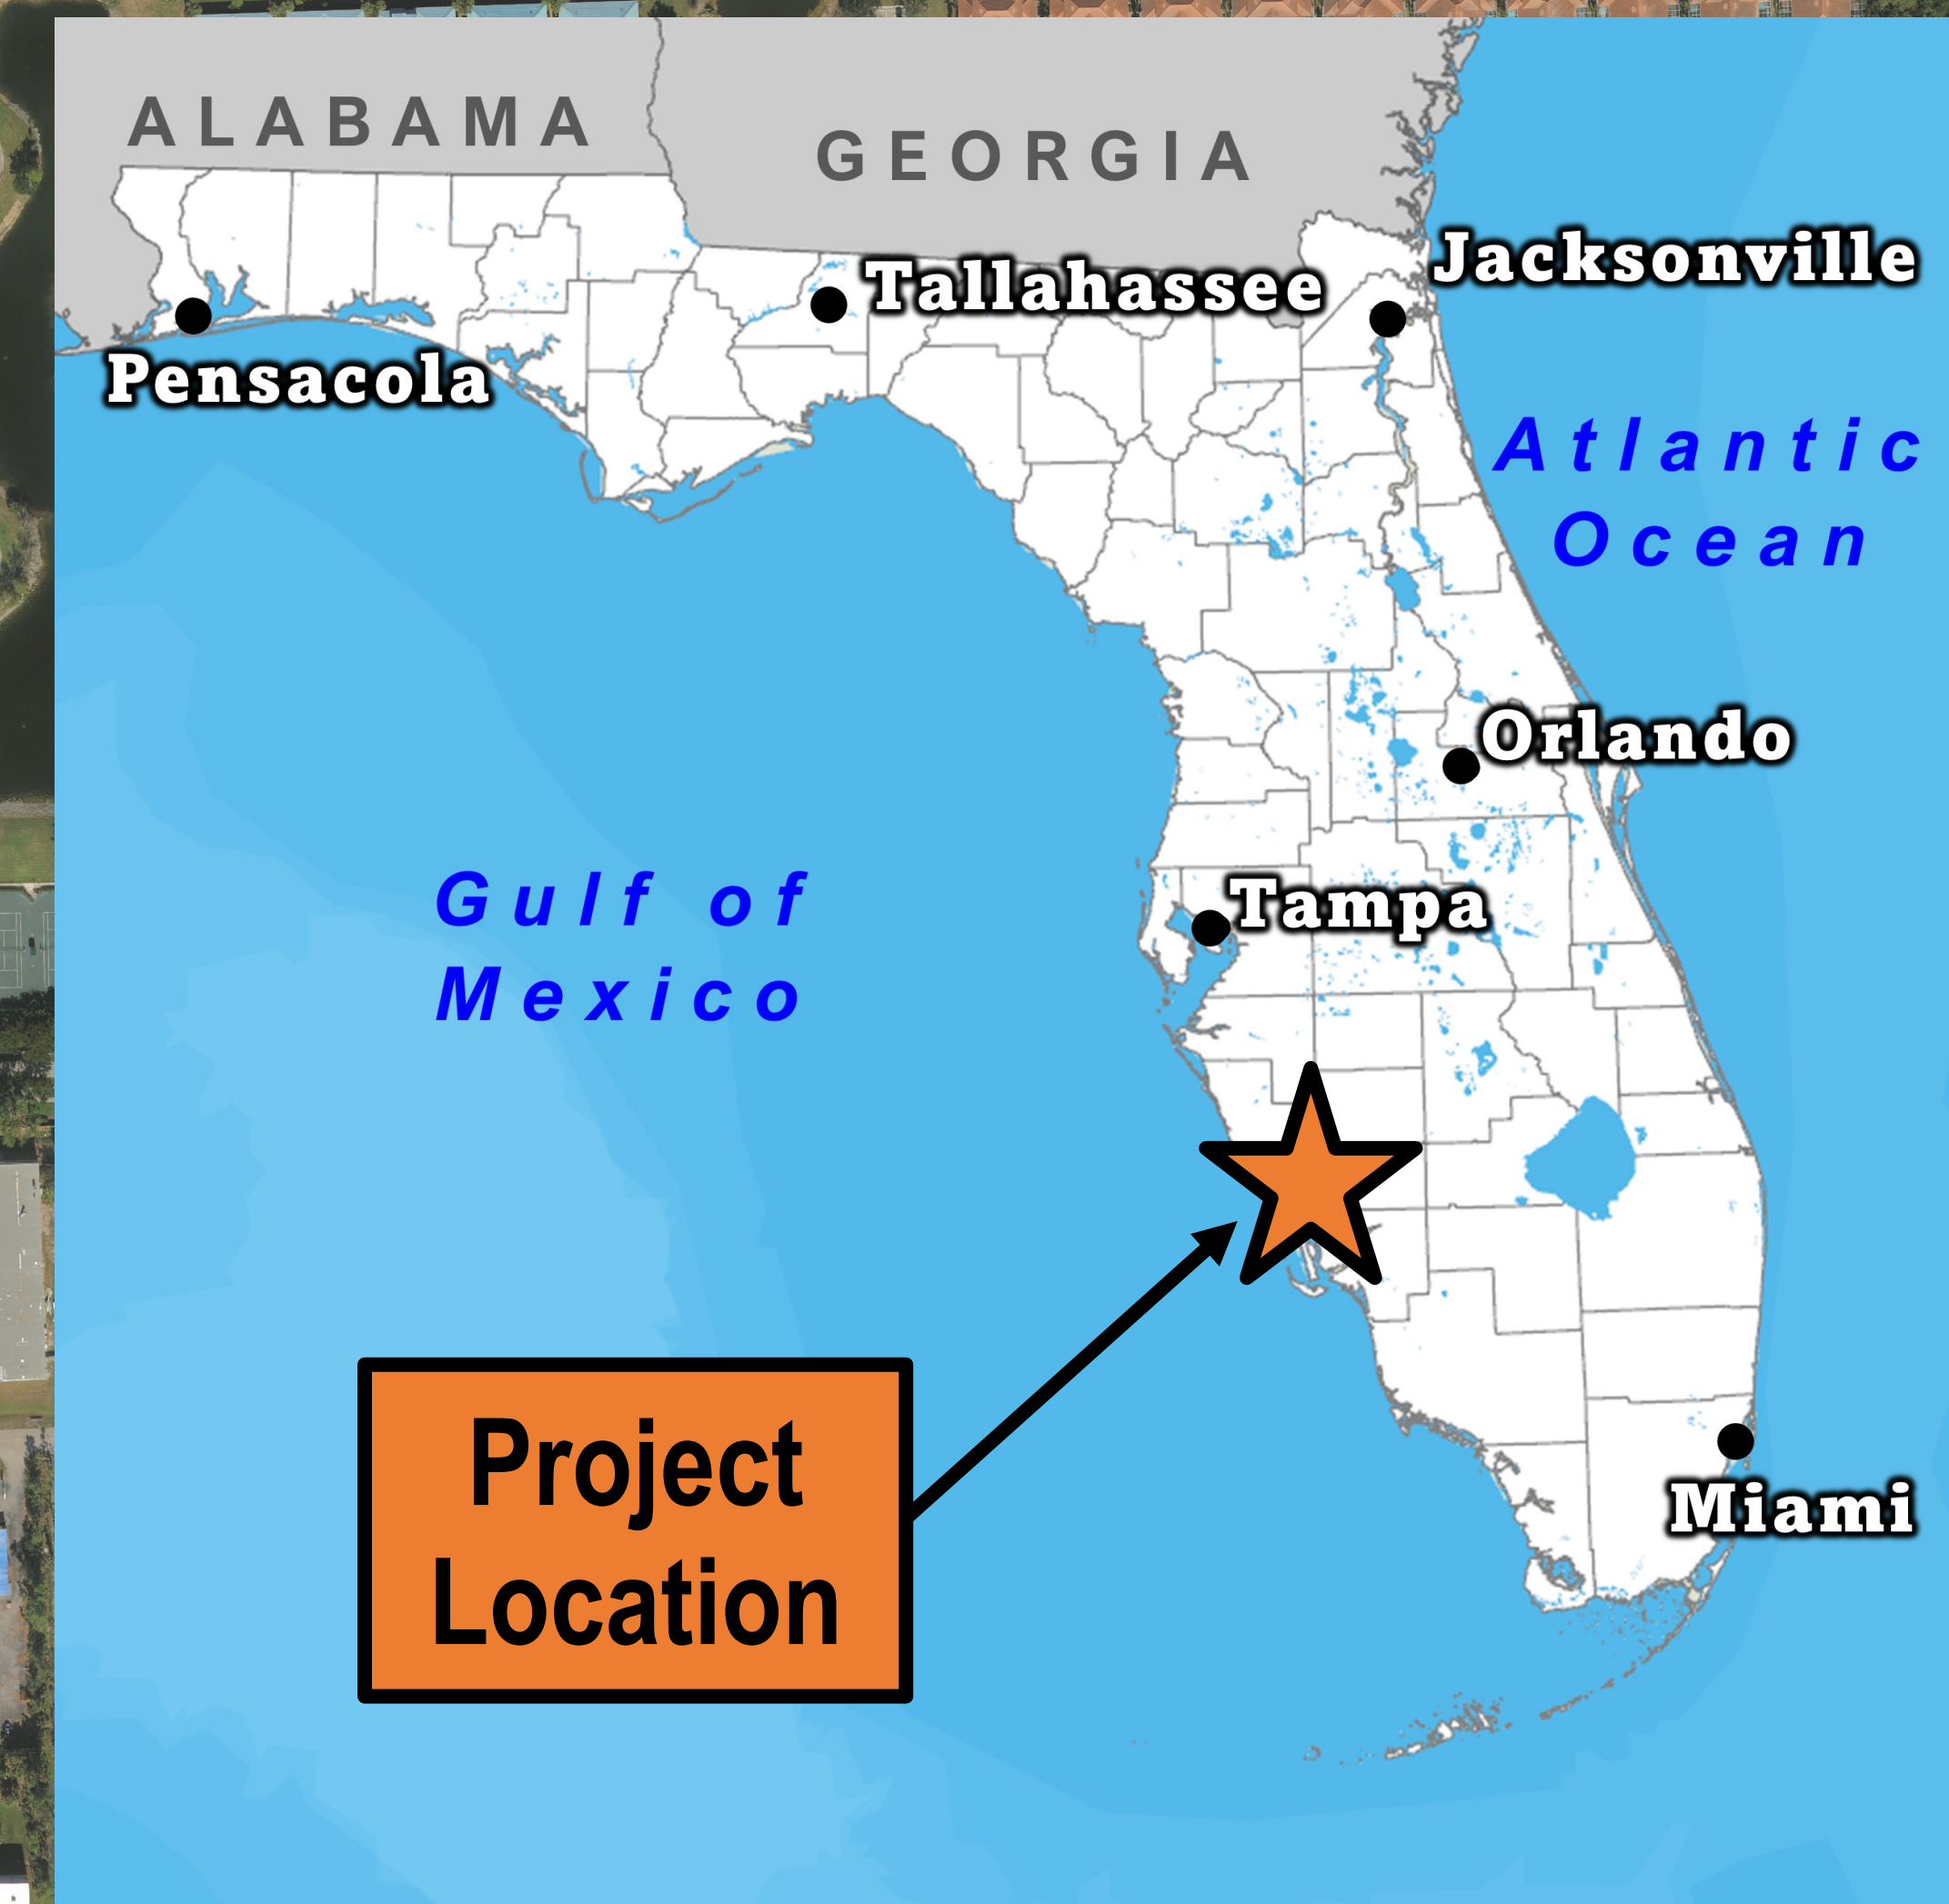 ALABAMA
GEORGIA
Jacksonville
Tallahassee
Pensacola
Atlantic
Ocean
Orlando
Gulf of
Mexico
Tampa
Project
Location
Miami